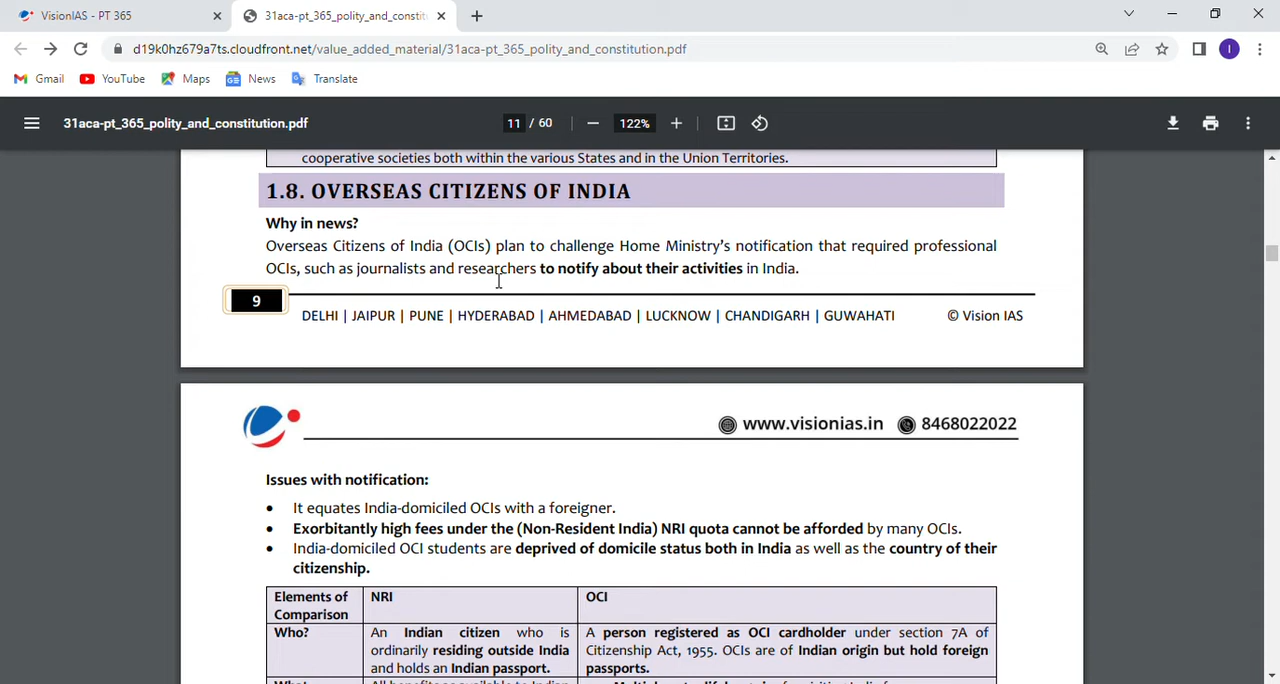 VisionIAS - PT 365
31aca-pt_365_polity_and_constit
d19k0hz679a7ts.cloudfront.net/value_added_material/31aca-pt_365_polity_and_constitution.pdf
I
Gmail YouTube Maps News Translate
31aca-pt_365_polity_and_constitution.pdf 11 / 60 122%
cooperative societies both within the various States and in the Union Territories.
1.8. OVERSEAS CITIZENS OF INDIA
Why in news?
Overseas Citizens of India (OCIs) plan to challenge Home Ministry's notification that required professional
OCIs, such as journalists and researchers to notify about their activities in India.
9
DELHI | JAIPUR | PUNE | HYDERABAD | AHMEDABAD | LUCKNOW | CHANDIGARH | GUWAHATI © Vision IAS
www.visionias.in 8468022022
Issues with notification:
• It equates India-domiciled OCIs with a foreigner.
• Exorbitantly high fees under the (Non-Resident India) NRI quota cannot be afforded by many OCIs.
• India-domiciled OCI students are deprived of domicile status both in India as well as the country of their
citizenship.
Elements of Comparison
NRI
OCI
Who?
An Indian citizen who is
ordinarily residing outside India
and holds an Indian passport.
A person registered as OCI cardholder under section 7A of
Citizenship Act, 1955. OCIs are of Indian origin but hold foreign
passports.